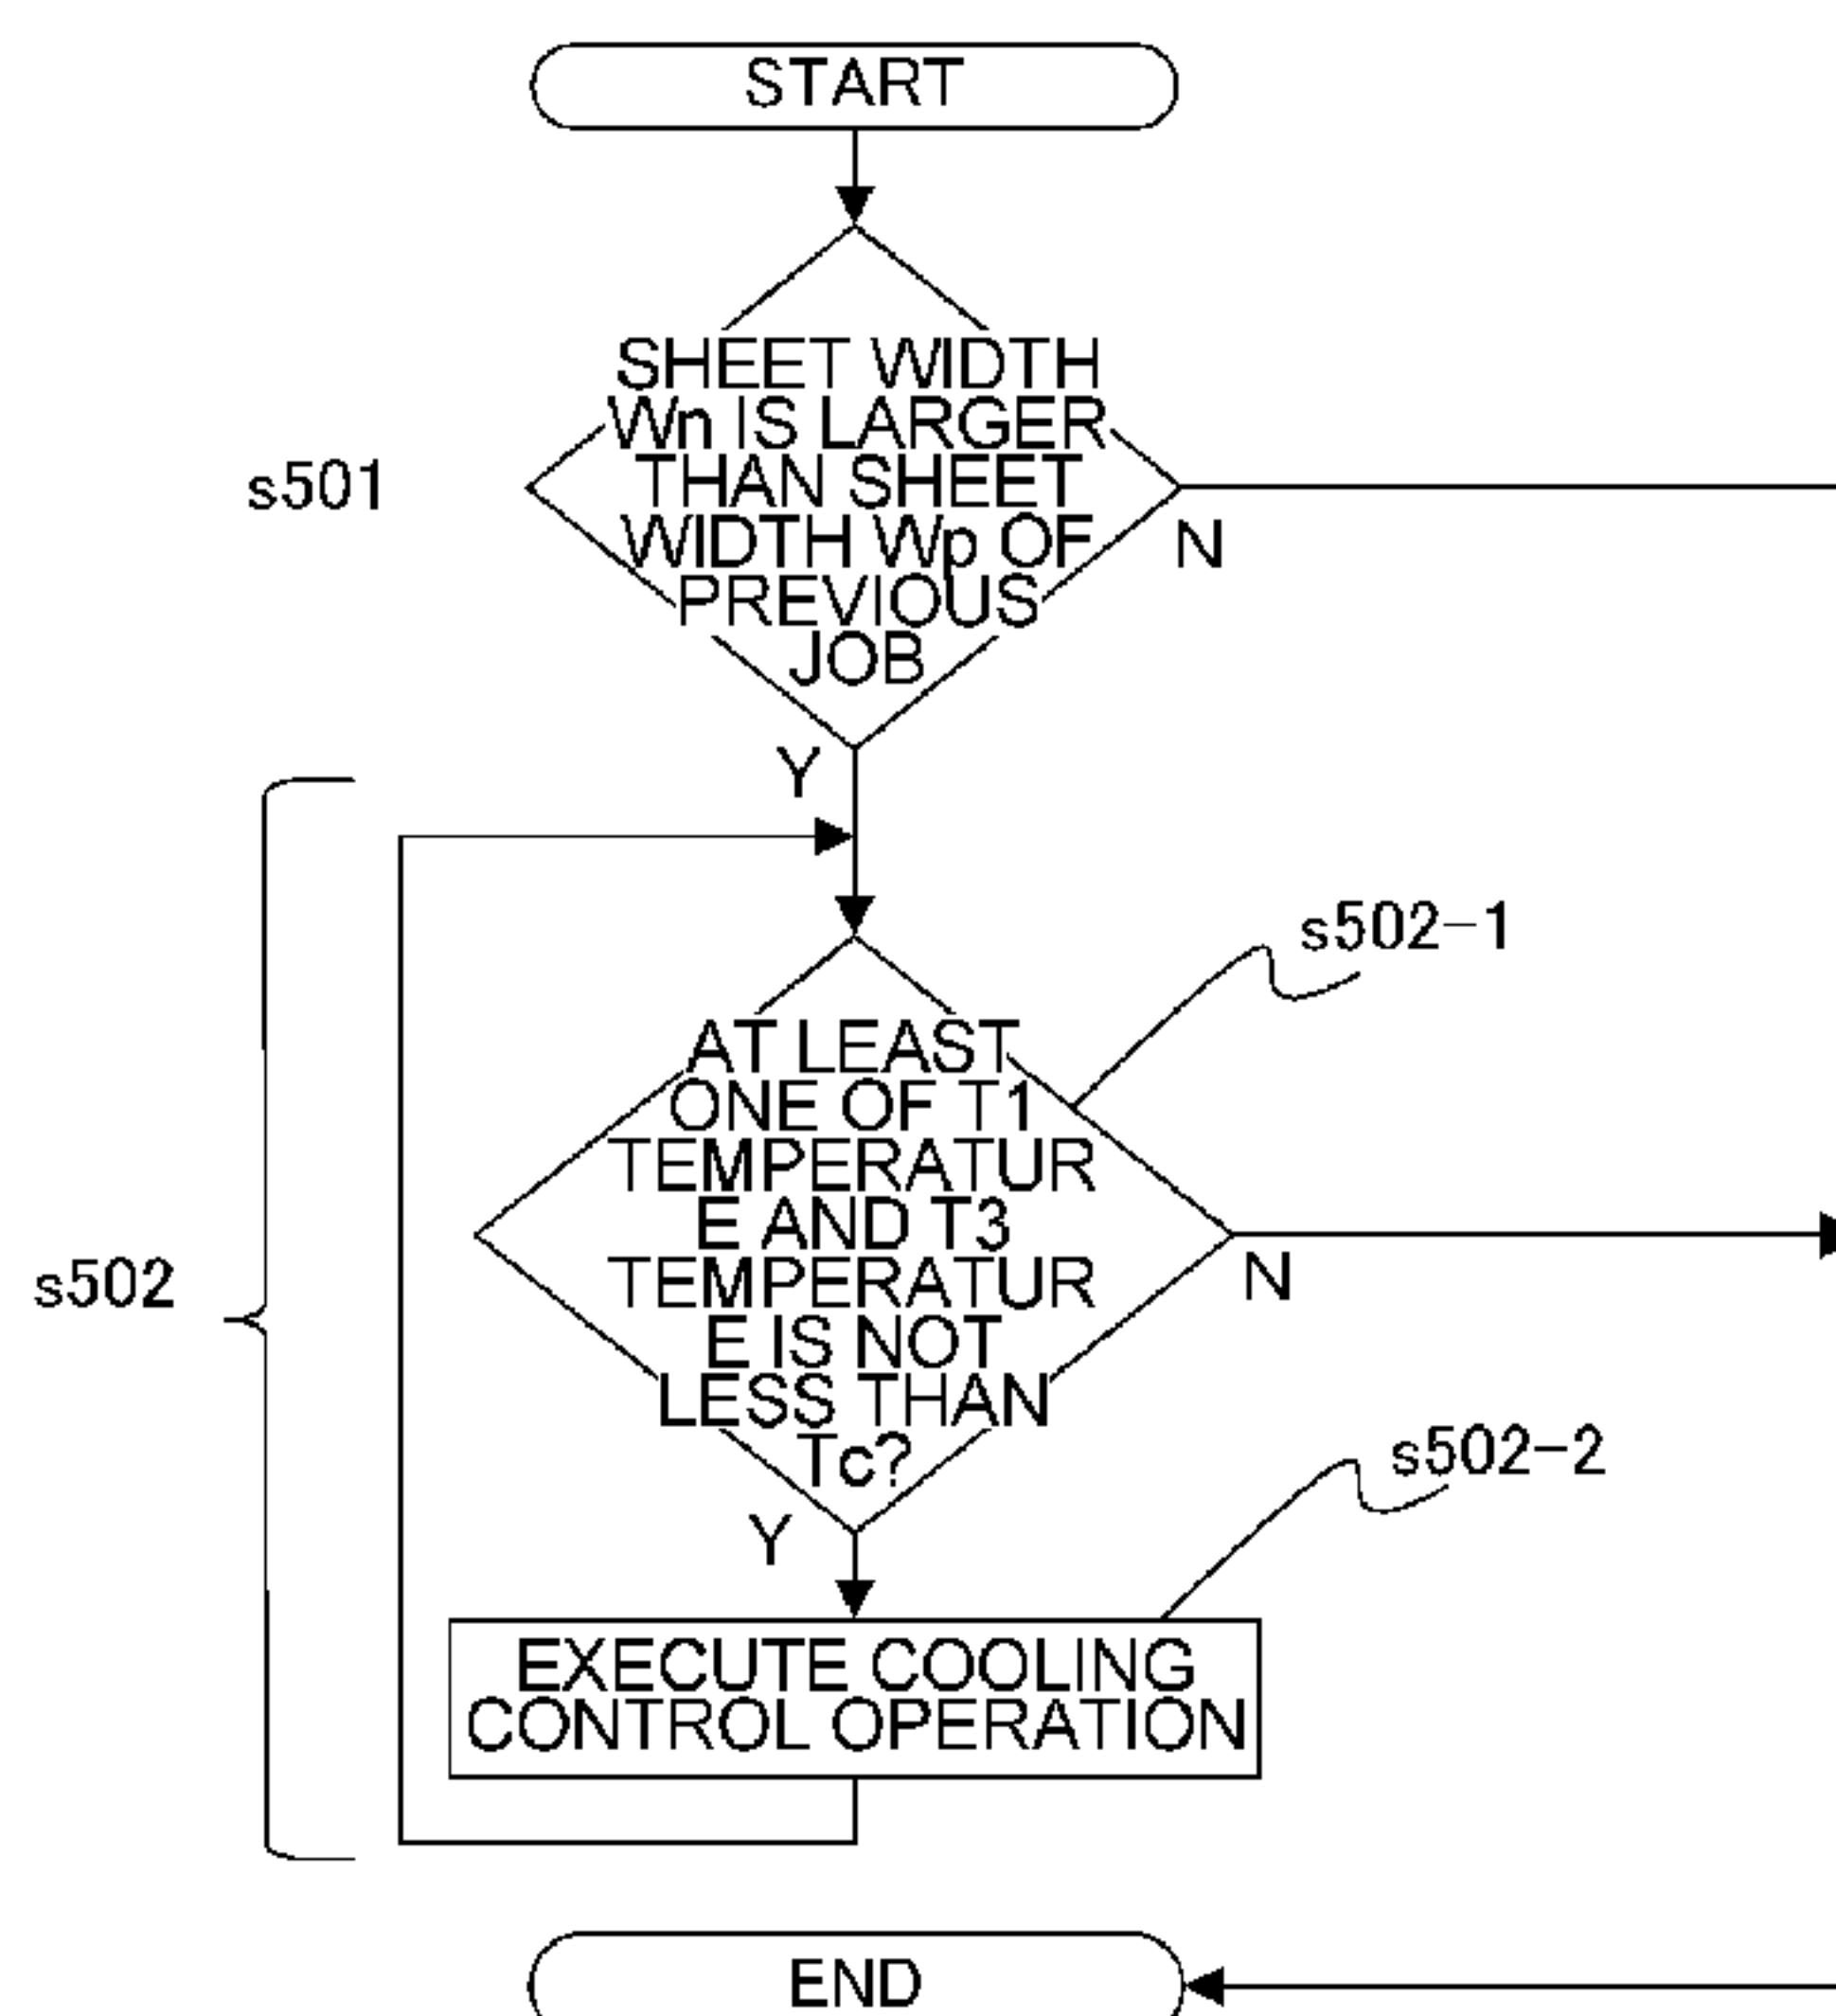 START
SHEET WIDTH
Wn IS LARGER
THAN SHEET
WIDTH Wp OF
PREVIOUS
JOB
s501
N
Y
s502-1
AT LEAST
ONE OF T1
TEMPERATUR
E AND T3
TEMPERATUR
E IS NOT
LESS THAN
Tc?
s502
N
s502-2
Y
EXECUTE COOLING
CONTROL OPERATION
END